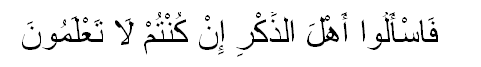 فَاسْأَلُوا أَهْلَ الذِّكْرِ إِنْ كُنْتُمْ لَا تَعْلَمُونَ